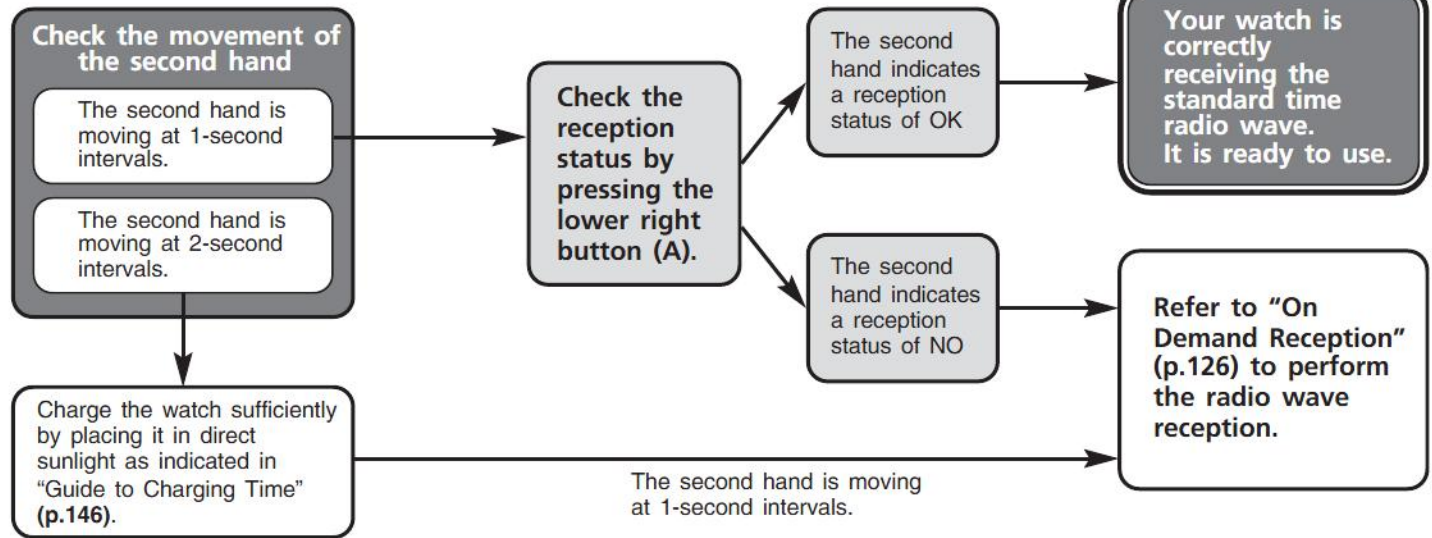 Check the movement of
the second hand
The second hand is
moving at 1-second
intervals.
The second hand is
moving at 2-second
intervals.
Charge the watch sufficiently
by placing it in direct
sunlight as indicated in
“Guide to Charging Time”
(p.146).
Check the
reception
status by
pressing the
lower right
button (A).
The second
hand indicates
a reception
status of OK
The second
hand indicates
a reception
status of NO
Your watch is
correctly
receiving the
standard time
radio wave.
It is ready to use.
Refer to “On
Demand Reception”
(p.126) to perform
the radio wave
reception.
The second hand is moving
at 1-second intervals.